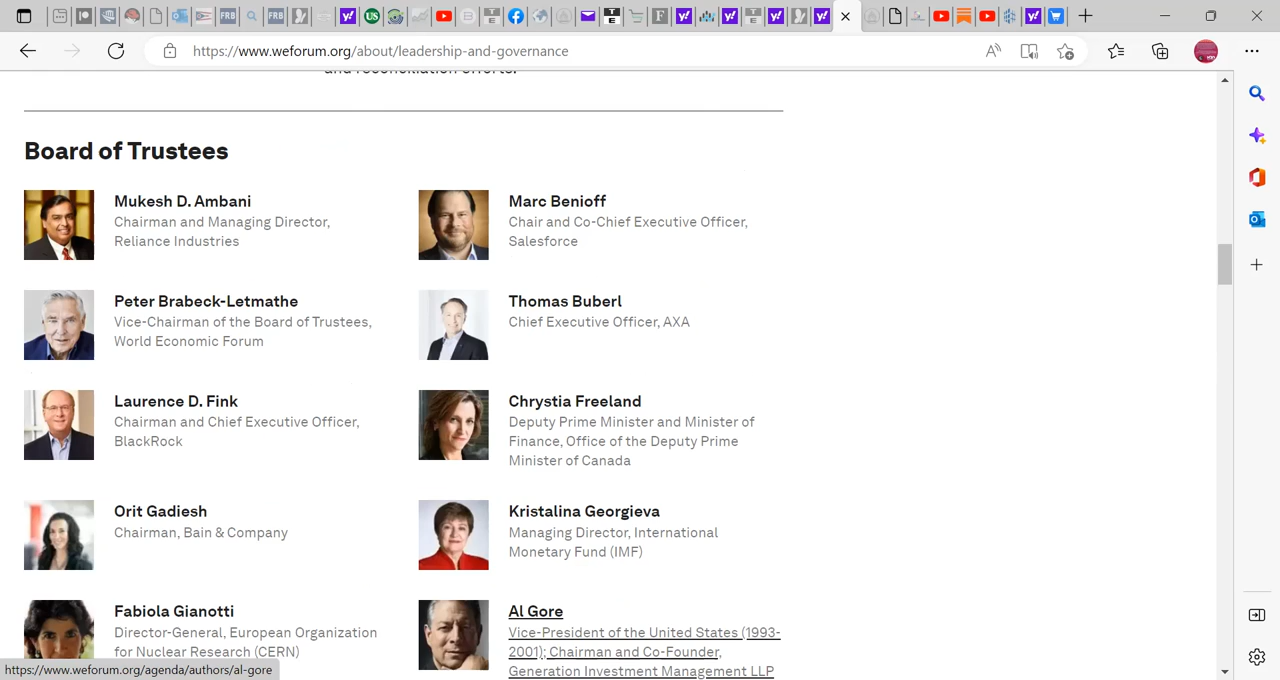 https://www.weforum.org/about/leadership-and-governance
and reconciliation efforts.
Board of Trustees
Mukesh D. Ambani
Chairman and Managing Director,
Reliance Industries
Marc Benioff
Chair and Co-Chief Executive Officer,
Salesforce
Peter Brabeck-Letmathe
Vice-Chairman of the Board of Trustees,
World Economic Forum
Thomas Buberl
Chief Executive Officer, AXA
Laurence D. Fink
Chairman and Chief Executive Officer,
BlackRock
Chrystia Freeland
Deputy Prime Minister and Minister of
Finance, Office of the Deputy Prime
Minister of Canada
Orit Gadiesh
Chairman, Bain & Company
Kristalina Georgieva
Managing Director, International
Monetary Fund (IMF)
Fabiola Gianotti
Director-General, European Organization
for Nuclear Research (CERN)
Al Gore
Vice-President of the United States (1993-
2001); Chairman and Co-Founder,
Generation Investment Management LLP
https://www.weforum.org/agenda/authors/al-gore